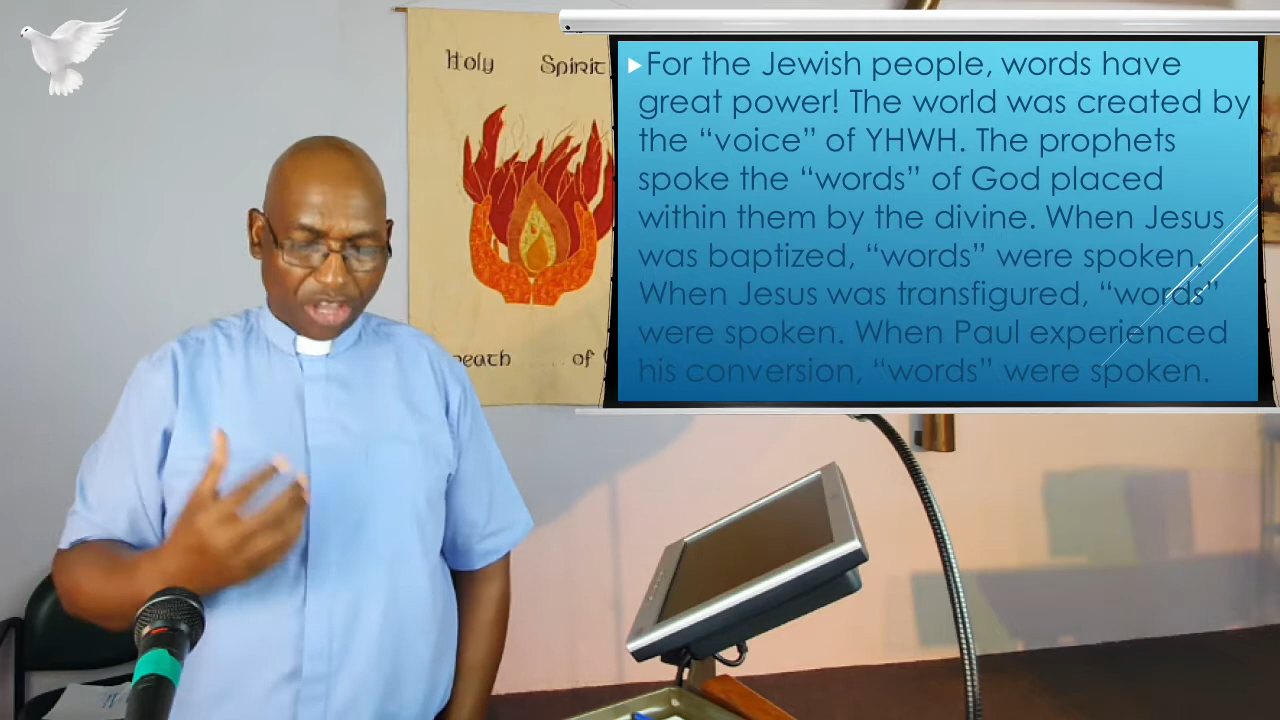 Holy Spirit
►For the Jewish people, words have
great power! The world was created by
the “voice” of YHWH. The prophets
spoke the “words” of God placed
within them by the divine. When Jesus
was baptized, “words” were spoken.
When Jesus was transfigured, “words”
were spoken. When Paul experienced
his conversion, “words” were spoken.
of